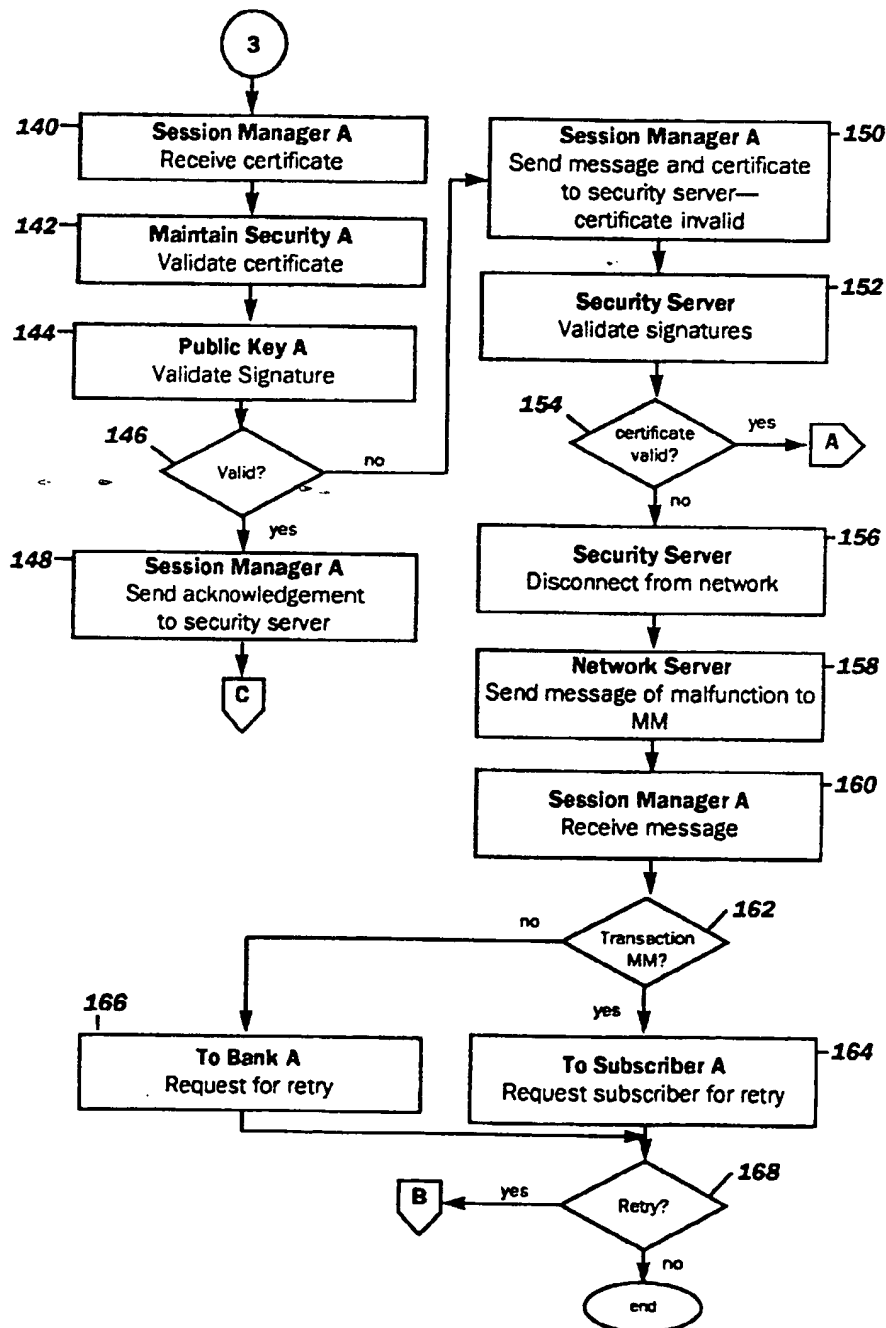 3
140
Session Manager A
Receive certificate
142
Maintain Security A
Validate certificate
144
Public Key A
Validate Signature
146
Valid?
no
yes
148
Session Manager A
Send acknowledgement
to security server
C
150
Session Manager A
Send message and certificate
to security server—
certificate invalid
152
Security Server
Validate signatures
154
certificate
valid?
yes
A
no
156
Security Server
Disconnect from network
158
Network Server
Send message of malfunction to
MM
160
Session Manager A
Receive message
162
Transaction
MM?
no
yes
166
To Bank A
Request for retry
164
To Subscriber A
Request subscriber for retry
168
Retry?
yes
B
no
end